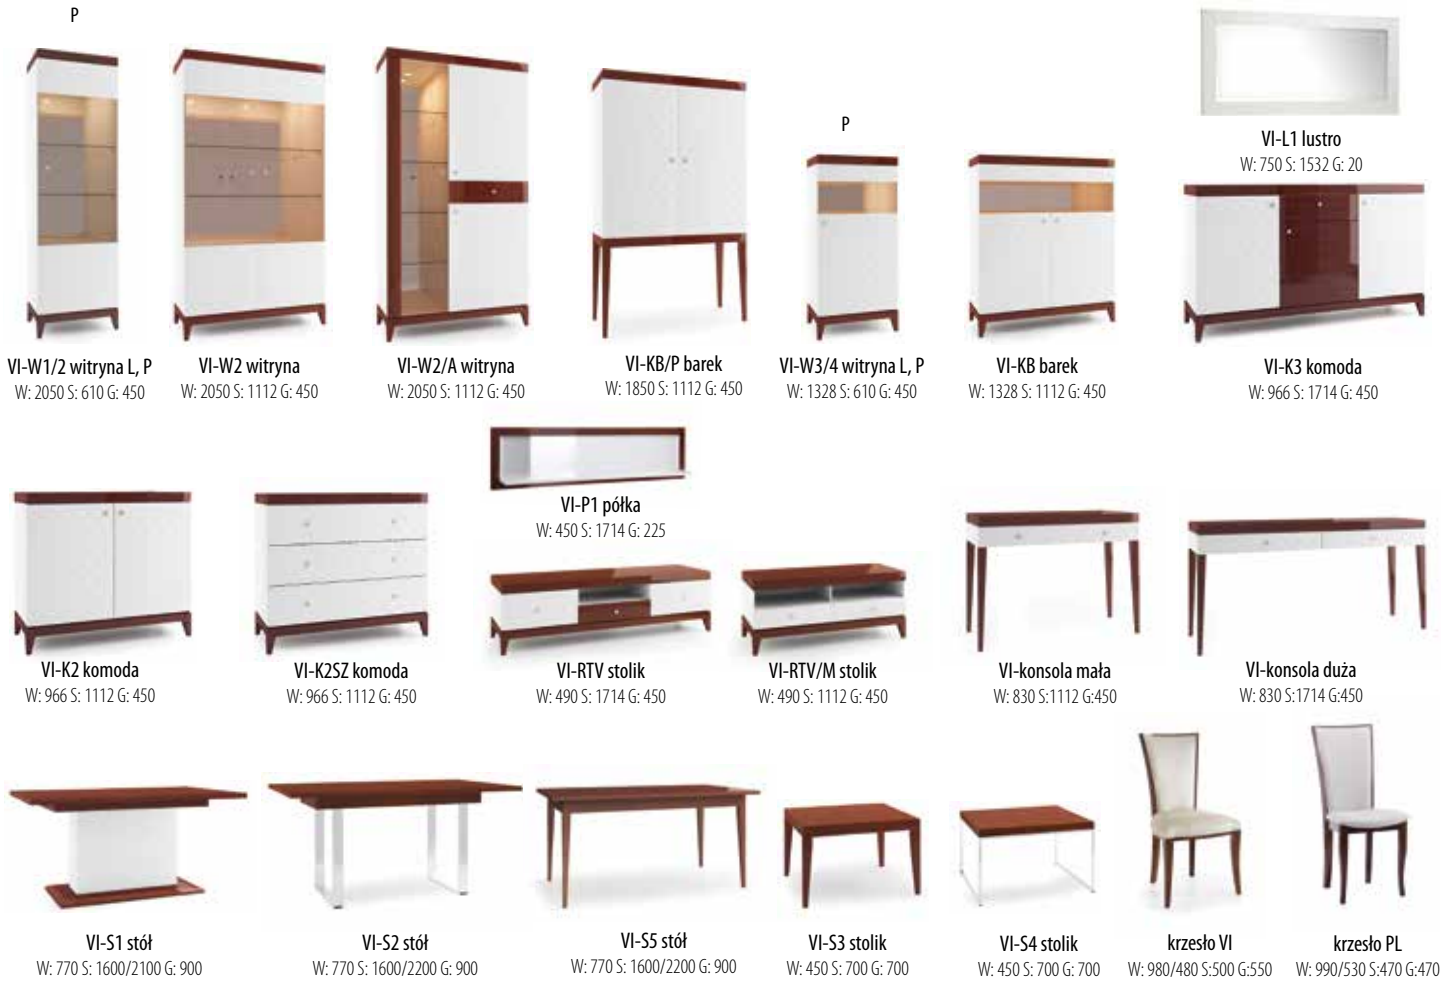 P
P
VI-L1 lustro
W: 750 S: 1532 G: 20
VI-W1/2 witryna L, P
W: 2050 S: 610 G: 450
VI-W2 witryna
W: 2050 S: 1112 G: 450
VI-W2/A witryna
W: 2050 S: 1112 G: 450
VI-KB/P barek
W: 1850 S: 1112 G: 450
VI-W3/4 witryna L, P
W: 1328 S: 610 G: 450
VI-KB barek
W: 1328 S: 1112 G: 450
VI-K3 komoda
W: 966 S: 1714 G: 450
VI-P1 półka
W: 450 S: 1714 G: 225
VI-K2 komoda
W: 966 S: 1112 G: 450
VI-K2SZ komoda
W: 966 S: 1112 G: 450
VI-RTV stolik
W: 490 S: 1714 G: 450
VI-RTV/M stolik
W: 490 S: 1112 G: 450
VI-konsola mała
W: 830 S:1112 G:450
VI-konsola duża
W: 830 S:1714 G:450
VI-S1 stół
W: 770 S: 1600/2100 G: 900
VI-S2 stół
W: 770 S: 1600/2200 G: 900
VI-S5 stół
W: 770 S: 1600/2200 G: 900
VI-S3 stolik
W: 450 S: 700 G: 700
VI-S4 stolik
W: 450 S: 700 G: 700
krzesło VI
W: 980/480 S:500 G:550
krzesło PL
W: 990/530 S:470 G:470